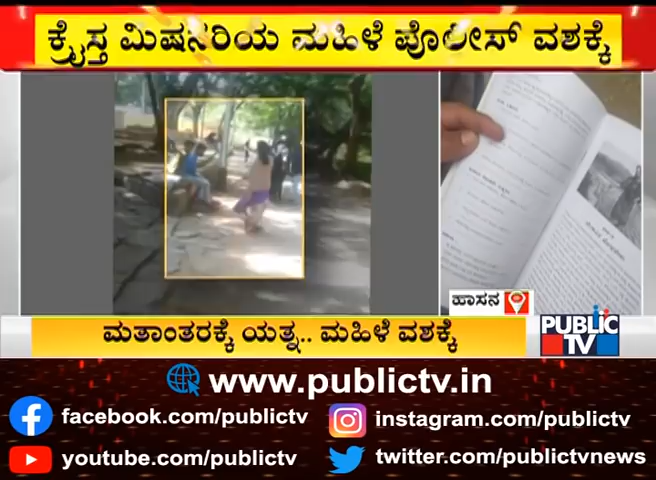 ಕ್ರೈಸ್ತ ಮಿಷನರಿಯ ಮಹಿಳೆ ಪೊಲೀಸ್ ವಶಕ್ಕೆ
ಹಾಸನ
ಮತಾಂತರಕ್ಕೆ ಯತ್ನ.. ಮಹಿಳೆ ವಶಕ್ಕೆ
PUBLIC
TV
www.publictv.in
facebook.com/publictv
instagram.com/publictv
youtube.com/publictv
twitter.com/publictvnews